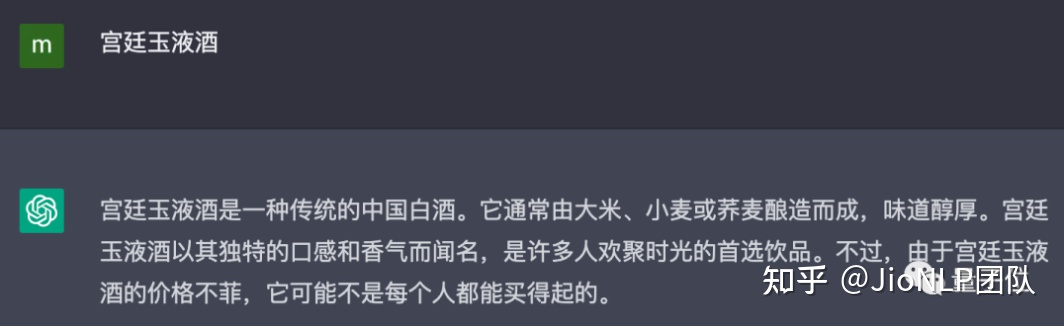 m
宫廷玉液酒
宫廷玉液酒是一种传统的中国白酒。它通常由大米、小麦或荞麦酿造而成，味道醇厚。宫廷
玉液酒以其独特的口感和香气而闻名，是许多人欢聚时光的首选饮品。不过，由于宫廷玉液
酒的价格不菲，它可能不是每个人都能买得起的。
知乎 @JioNLP团队